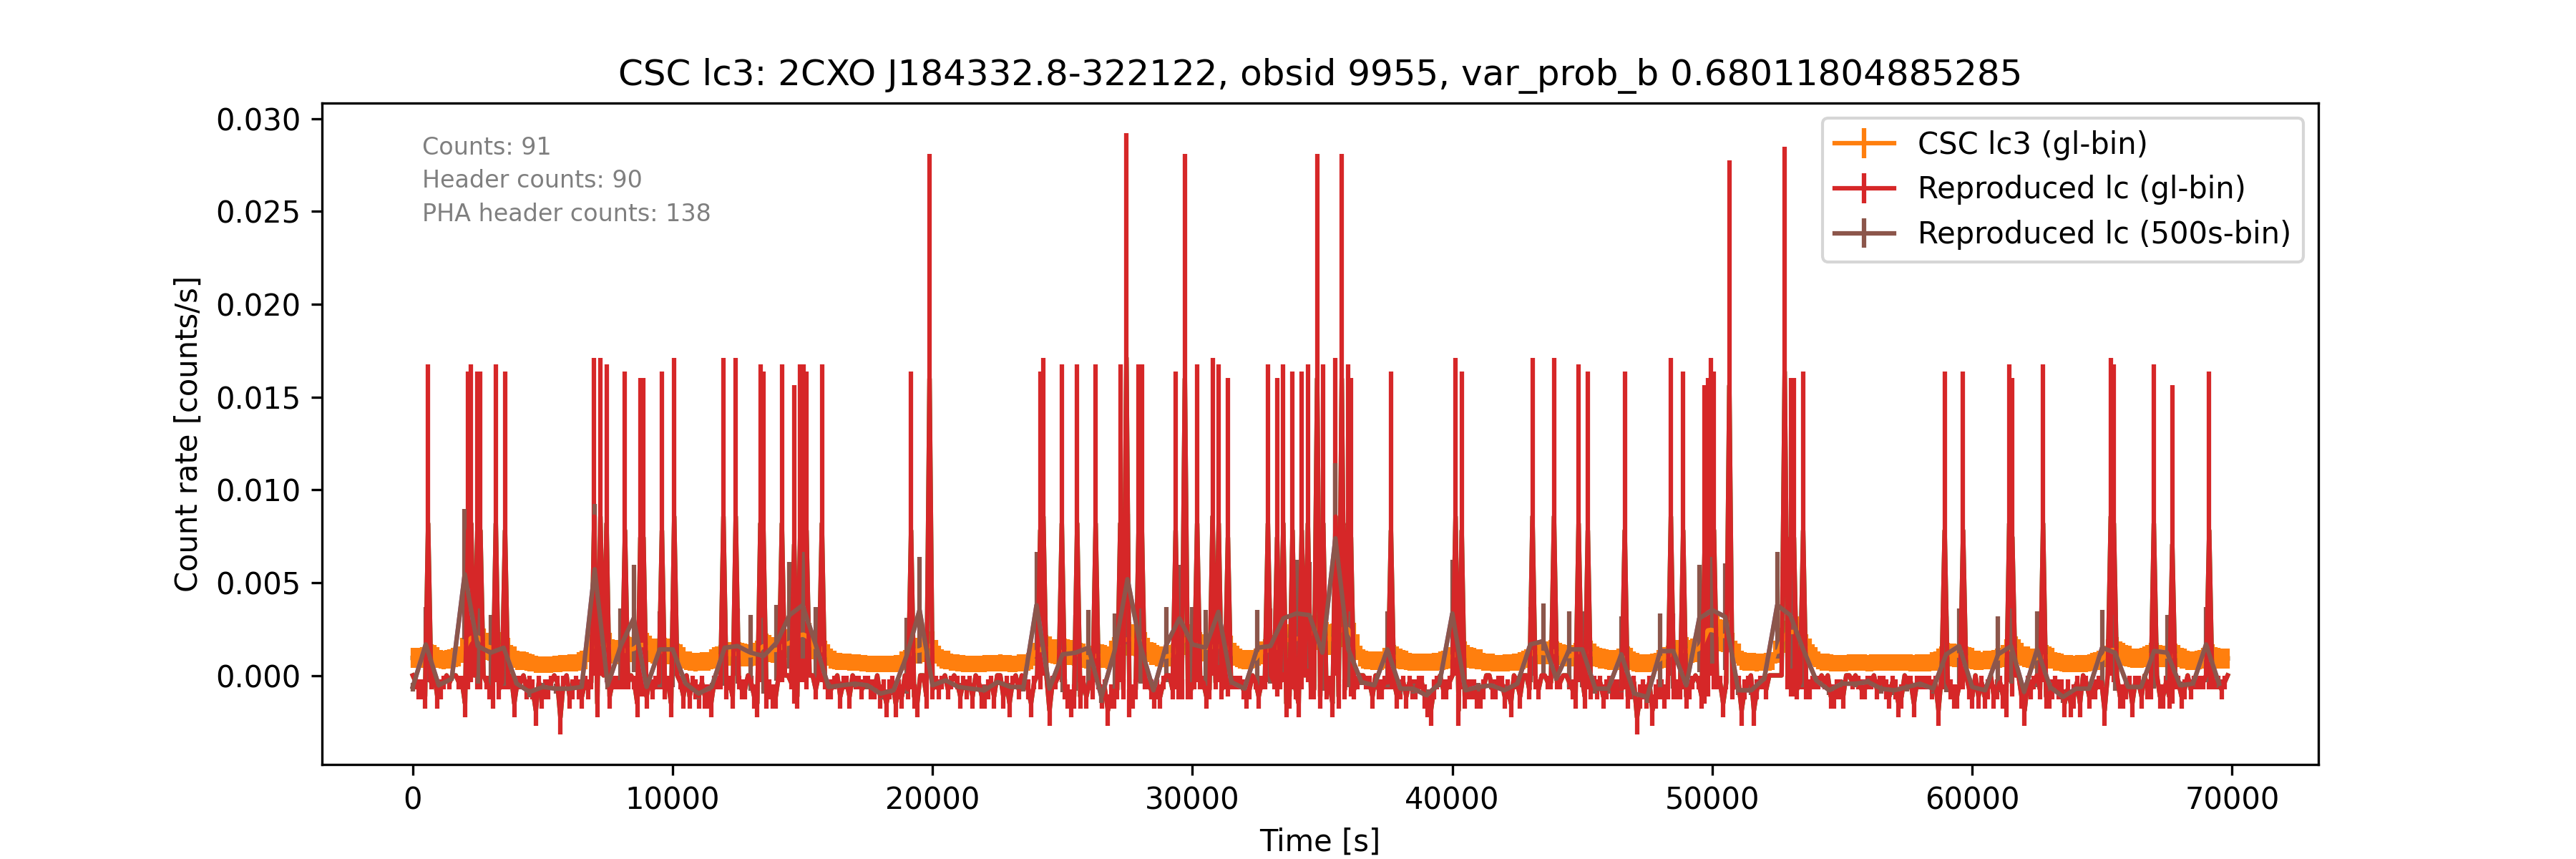 CSC lc3: 2CXO J184332.8-322122, obsid 9955, var_prob_b 0.68011804885285
Counts: 91
Header counts: 90
PHA header counts: 138
CSC lc3 (gl-bin)
Reproduced lc (gl-bin)
Reproduced lc (500s-bin)
Count rate [counts/s]
0.030
0.025
0.020
0.015
0.010
0.005
0.000
0 10000 20000 30000 40000 50000 60000 70000
Time [s]